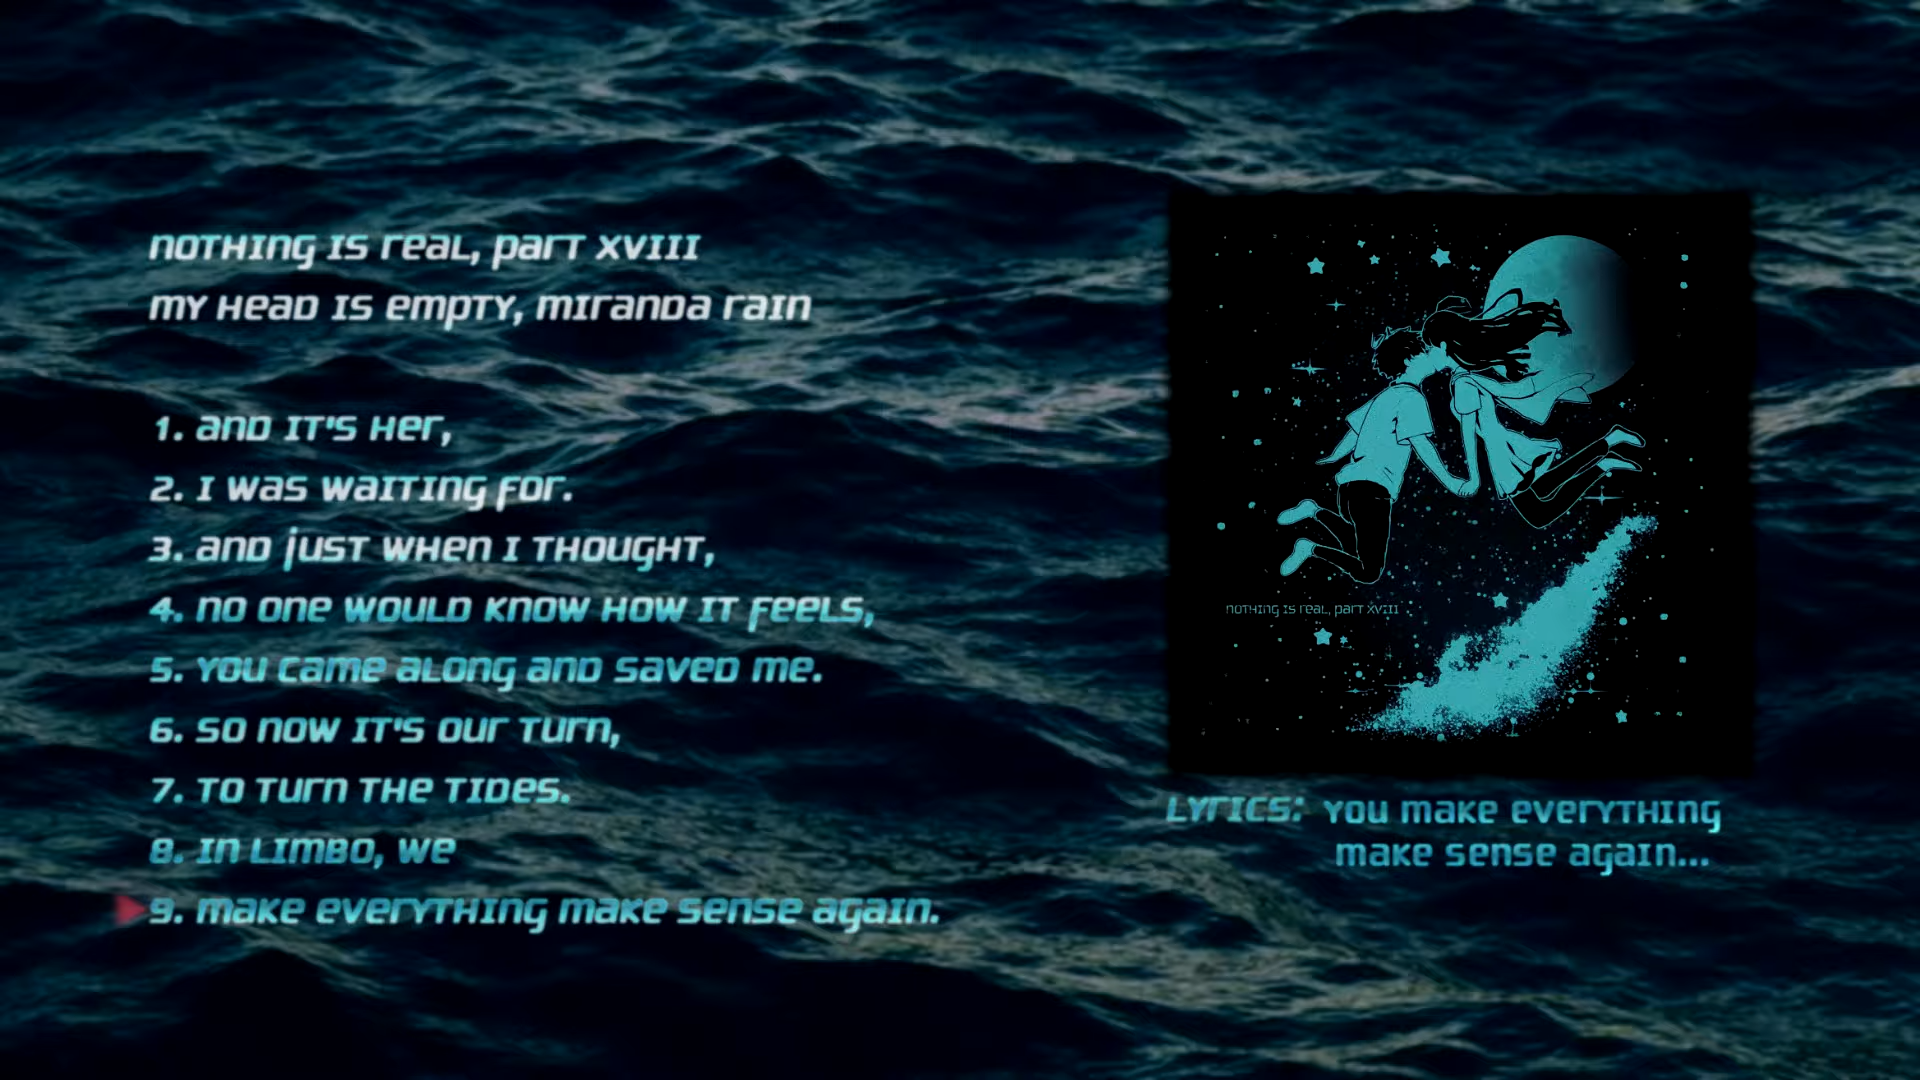 nothing is real, part XVIII
my head is empty, miranda rain
1. and it's her,
2. I was waiting for.
3. and just when I thought,
4. no one would know how it feels,
5. you came along and saved me.
6. so now it's our turn,
7. to turn the tides.
8. in limbo, we
9. make everything make sense again.
nothing is real, part XVIII
Lyrics: you make everything
make sense again...